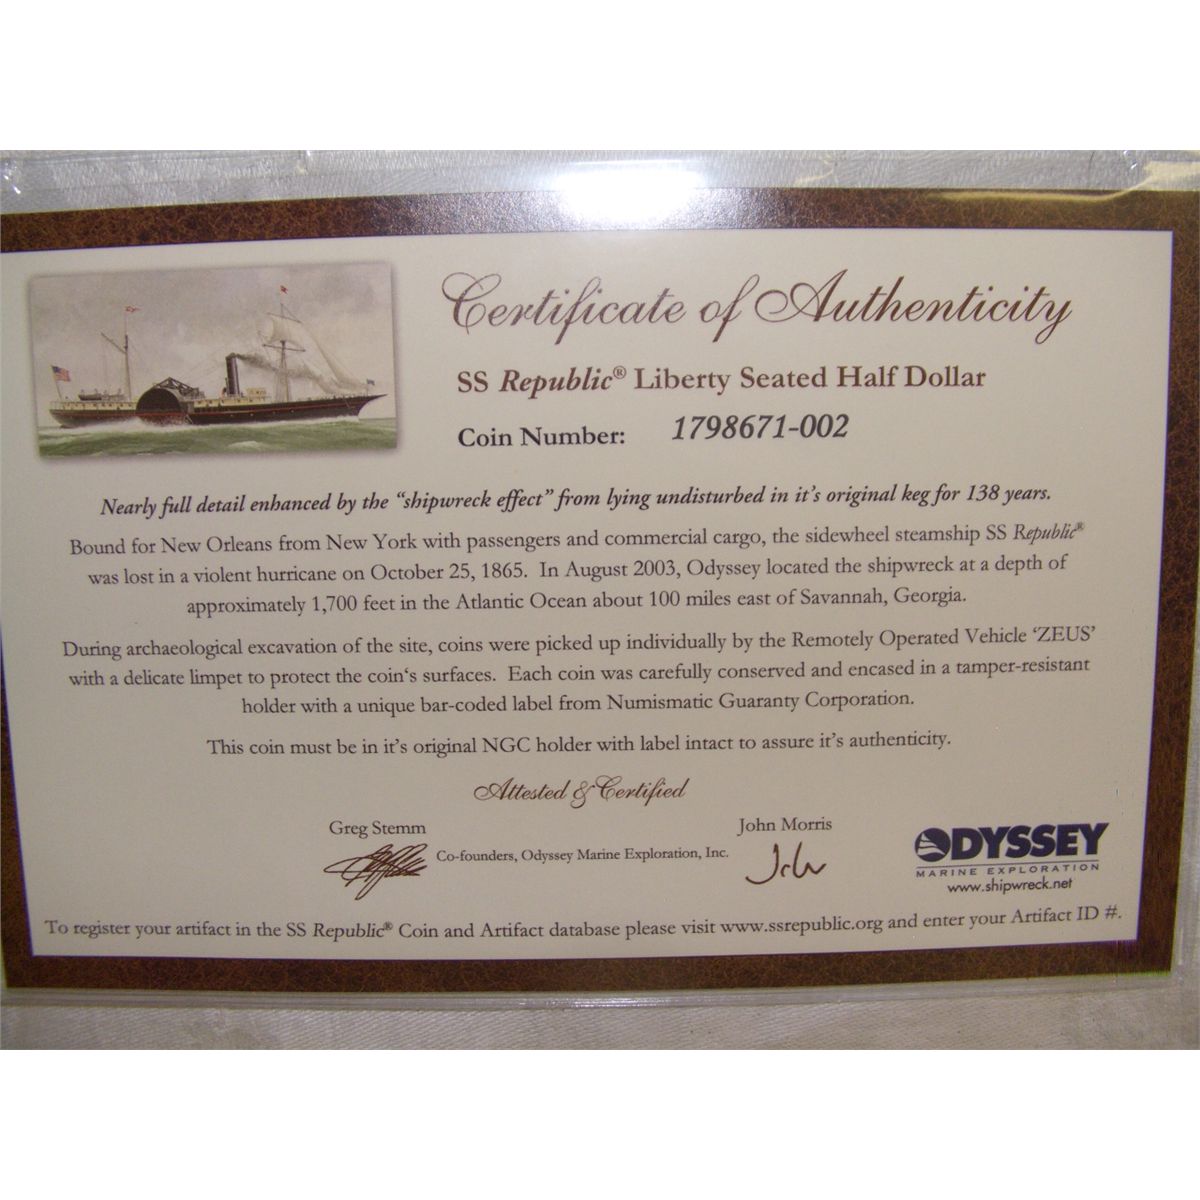 Certificate of Authenticity
SS Republic® Liberty Seated Half Dollar
Coin Number: 1798671-002
Nearly full detail enhanced by the “shipwreck effect” from lying undisturbed in it's original keg for 138 years.
Bound for New Orleans from New York with passengers and commercial cargo, the sidewheel steamship SS Republic®
was lost in a violent hurricane on October 25, 1865. In August 2003, Odyssey located the shipwreck at a depth of
approximately 1,700 feet in the Atlantic Ocean about 100 miles east of Savannah, Georgia.
During archaeological excavation of the site, coins were picked up individually by the Remotely Operated Vehicle ‘ZEUS’
with a delicate limpet to protect the coin‘s surfaces. Each coin was carefully conserved and encased in a tamper-resistant
holder with a unique bar-coded label from Numismatic Guaranty Corporation.
This coin must be in it's original NGC holder with label intact to assure it's authenticity.
Attested & Certified
Greg Stemm
John Morris
Co-founders, Odyssey Marine Exploration, Inc.
ODYSSEY
MARINE EXPLORATION
www.shipwreck.net
To register your artifact in the SS Republic® Coin and Artifact database please visit www.ssrepublic.org and enter your Artifact ID #.